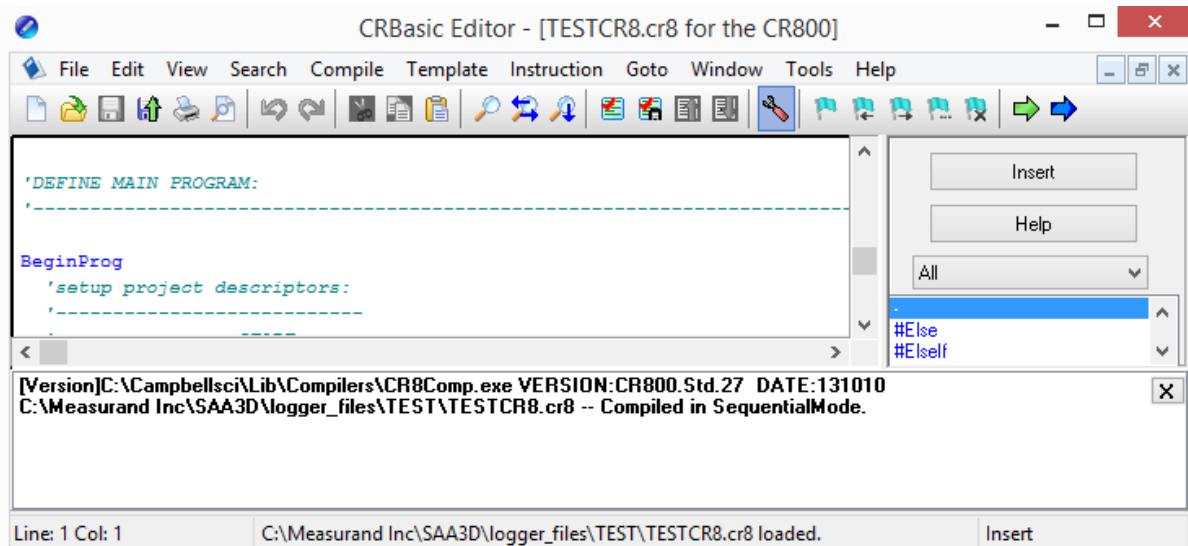 CRBasic Editor - [TESTCR8.cr8 for the CR800]
File Edit View Search Compile Template Instruction Goto Window Tools Help
'DEFINE MAIN PROGRAM:
'------------------------------------------------------------------------
BeginProg
'setup project descriptors:
'---------------------------
Insert
Help
All
-
#Else
#ElseIf
[Version]C:\Campbellsci\Lib\Compilers\CR8Comp.exe VERSION:CR800.Std.27 DATE:131010
C:\Measurand Inc\SAA3D\logger_files\TEST\TESTCR8.cr8 -- Compiled in SequentialMode.
Line: 1 Col: 1
C:\Measurand Inc\SAA3D\logger_files\TEST\TESTCR8.cr8 loaded.
Insert